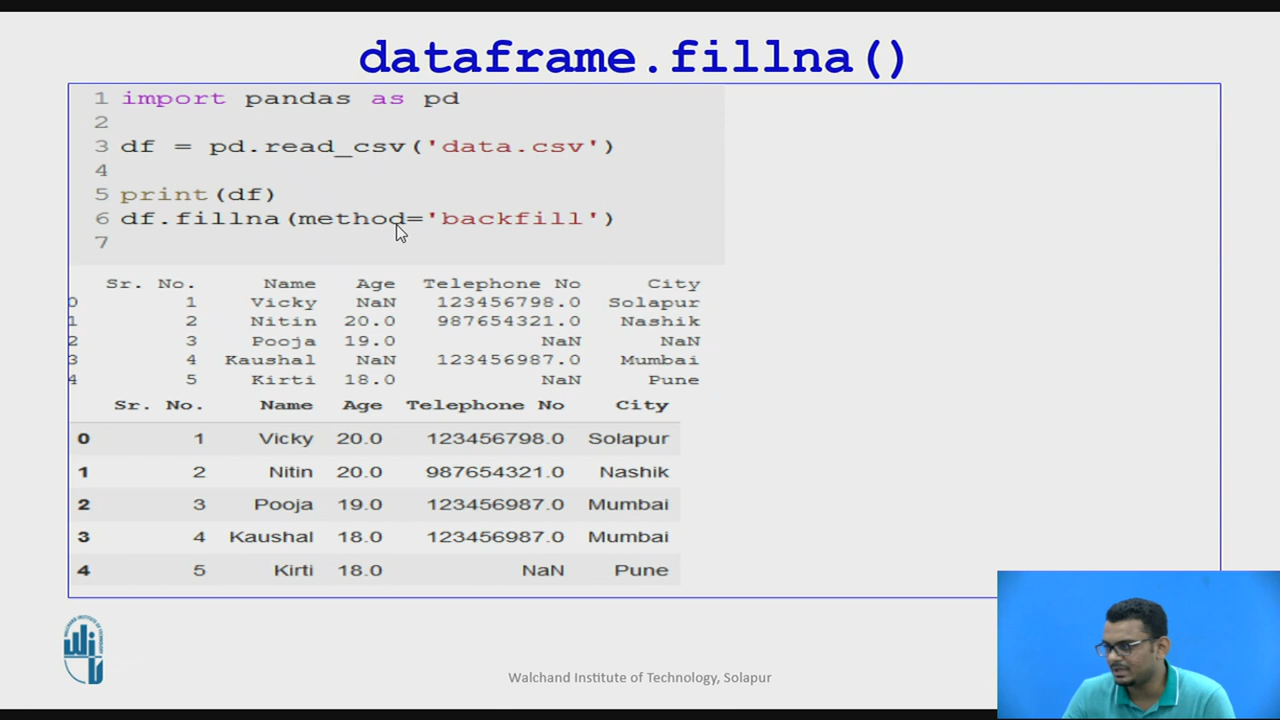 dataframe.fillna()
1 import pandas as pd
2
3 df = pd.read_csv('data.csv')
4
5 print(df)
6 df.fillna(method='backfill')
7
Sr. No. Name Age Telephone No City
0 1 Vicky NaN 123456798.0 Solapur
1 2 Nitin 20.0 987654321.0 Nashik
2 3 Pooja 19.0 NaN NaN
3 4 Kaushal NaN 123456987.0 Mumbai
4 5 Kirti 18.0 NaN Pune
Sr. No. Name Age Telephone No City
0 1 Vicky 20.0 123456798.0 Solapur
1 2 Nitin 20.0 987654321.0 Nashik
2 3 Pooja 19.0 123456987.0 Mumbai
3 4 Kaushal 18.0 123456987.0 Mumbai
4 5 Kirti 18.0 NaN Pune
Walchand Institute of Technology, Solapur